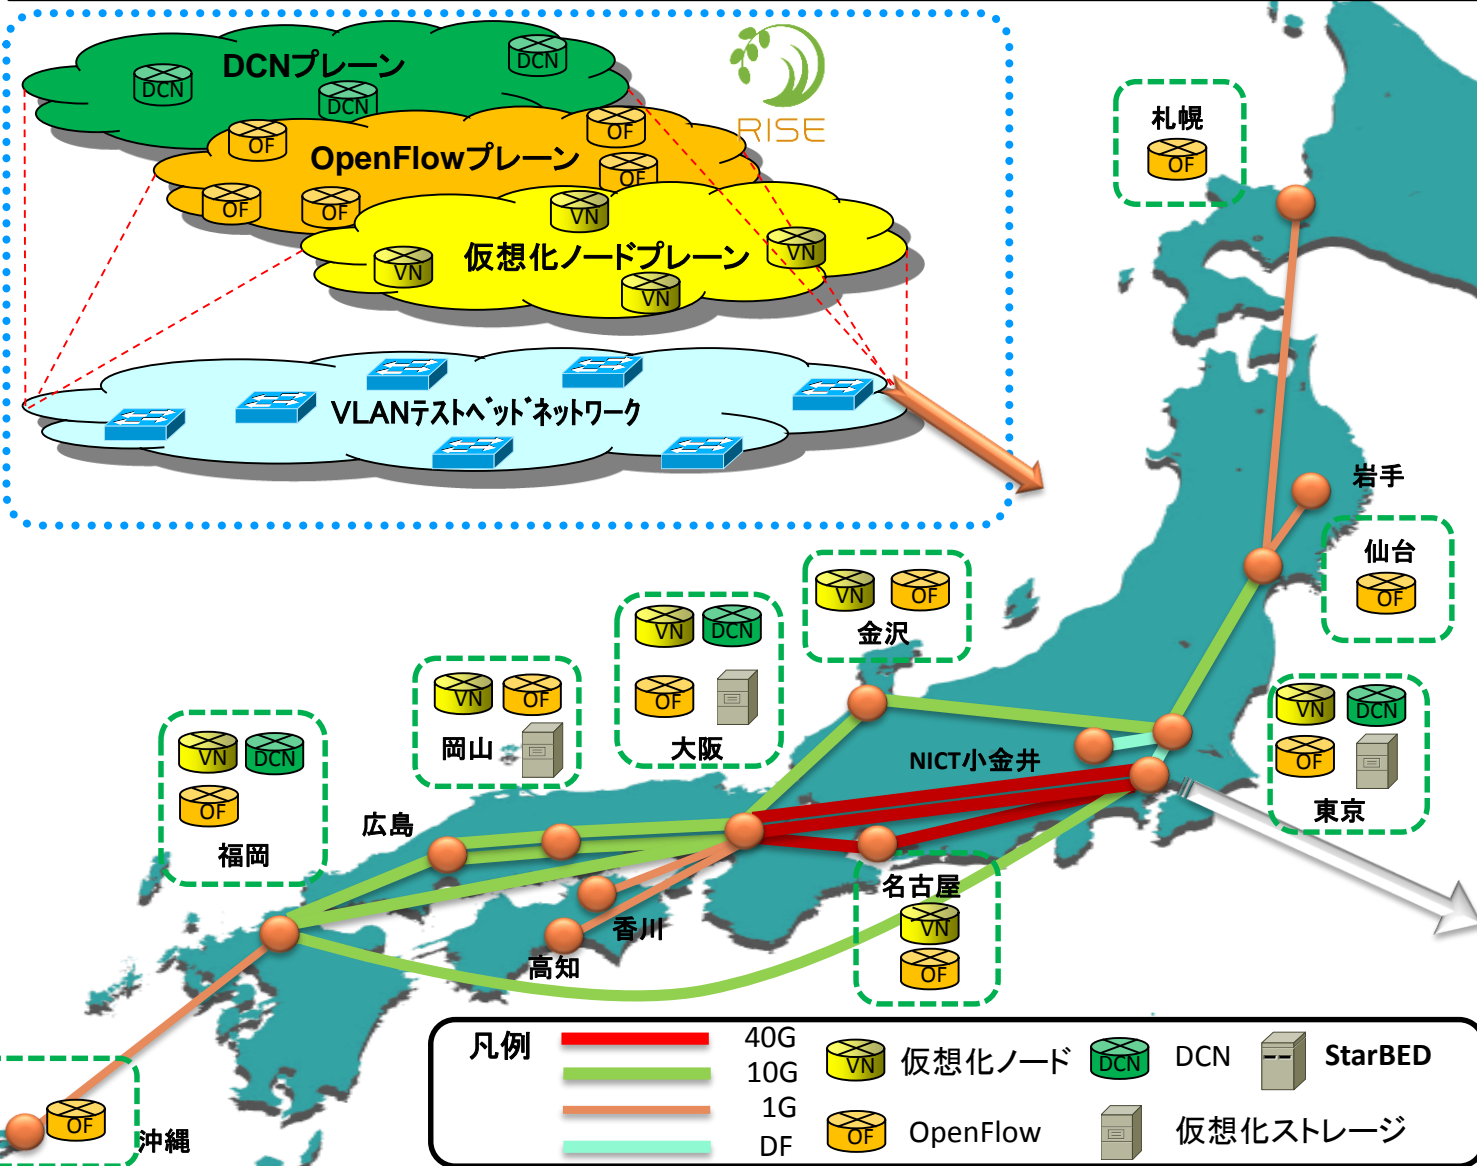 DCNプレーン
DCN
DCN
DCN
RISE
OpenFlowプレーン
OF
OF
OF
OF
OF
仮想化ノードプレーン
VN
VN
VN
VN
VLANテストベッドネットワーク
札幌
OF
岩手
仙台
OF
VN
OF
金沢
VN
DCN
OF
大阪
VN
OF
岡山
VN
DCN
OF
福岡
広島
NICT小金井
VN
DCN
OF
東京
名古屋
VN
OF
香川
高知
OF
沖縄
凡例
40G
10G
1G
DF
VN
仮想化ノード
DCN
DCN
StarBED
OF
OpenFlow
仮想化ストレージ